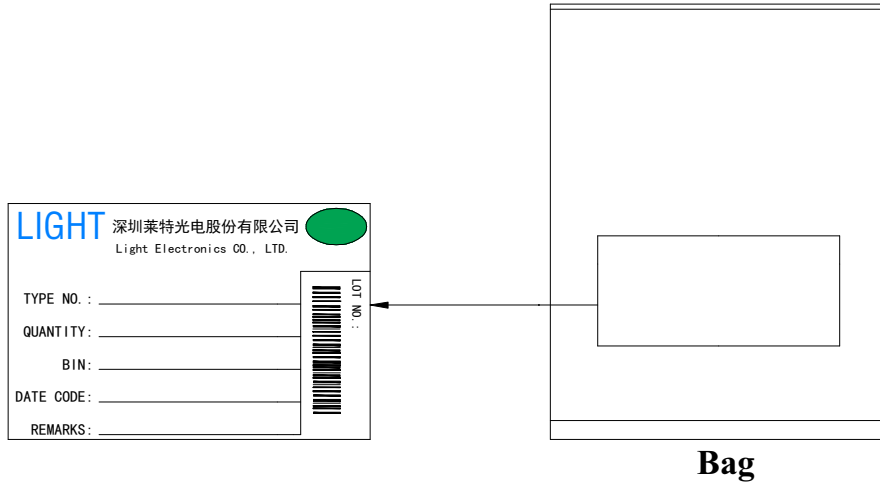 LIGHT 深圳莱特光电股份有限公司
Light Electronics CO., LTD.
LOT NO.:
TYPE NO.:
QUANTITY:
BIN:
DATE CODE:
REMARKS:
Bag